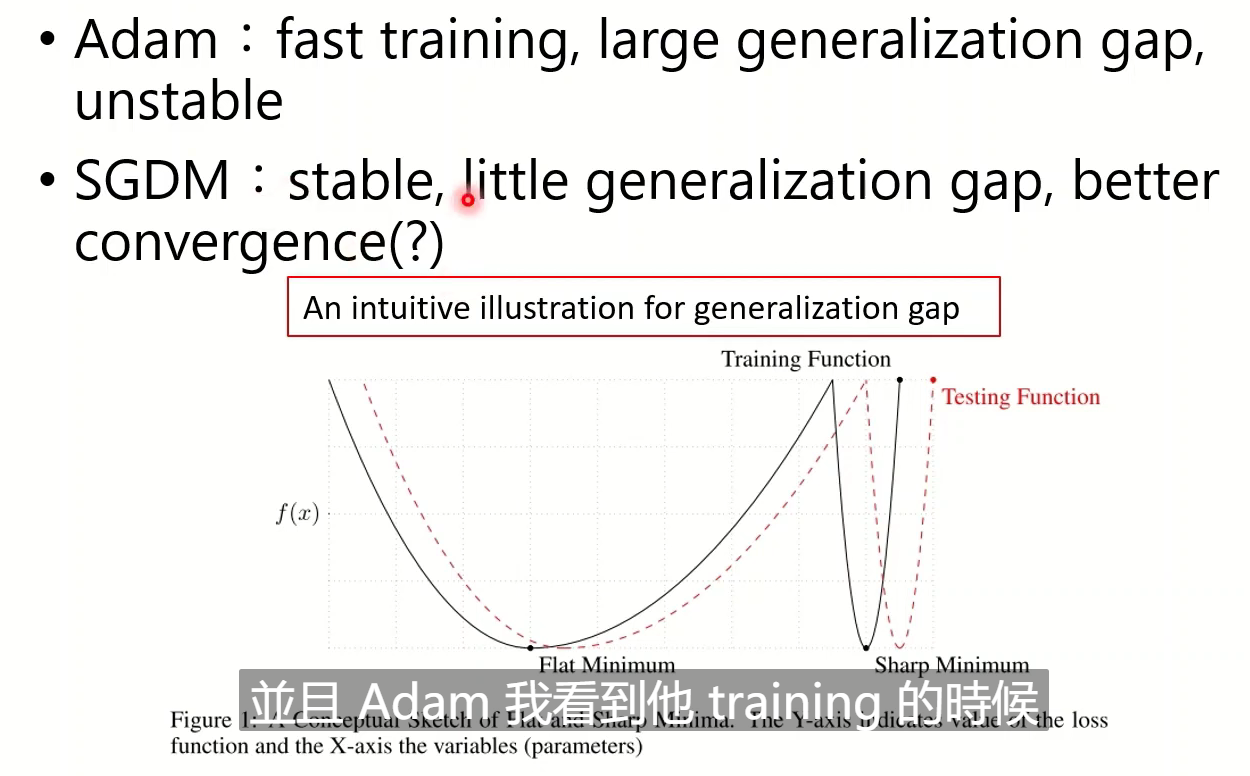 • Adam：fast training, large generalization gap,
unstable
• SGDM：stable, little generalization gap, better
convergence(?)
An intuitive illustration for generalization gap
Training Function
Testing Function
f(x)
Flat Minimum
Sharp Minimum
並且 Adam 我看到他 training 的時候
Figure 1: A Conceptual Sketch of Flat and Sharp Minima. The Y-axis indicates value of the loss
function and the X-axis the variables (parameters)